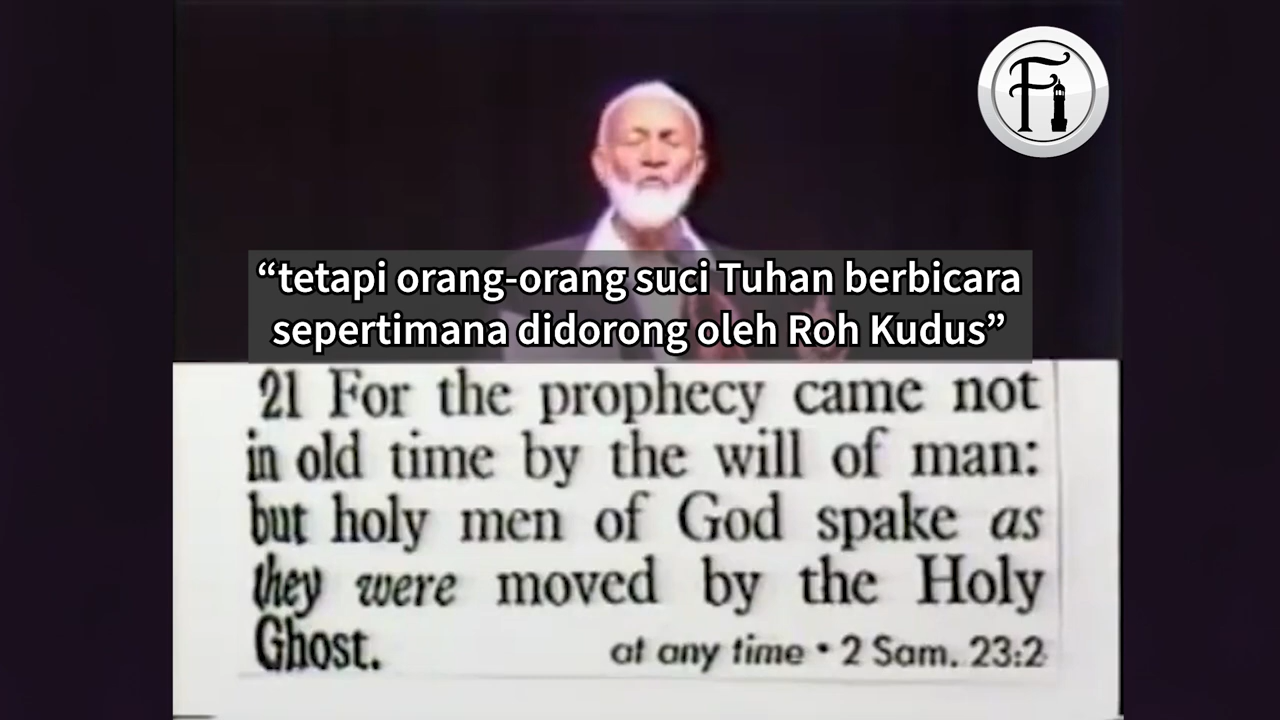 Fi
“tetapi orang-orang suci Tuhan berbicara
sepertimana didorong oleh Roh Kudus”
21 For the prophecy came not
in old time by the will of man:
but holy men of God spake as
they were moved by the Holy
Ghost. at any time • 2 Sam. 23:2